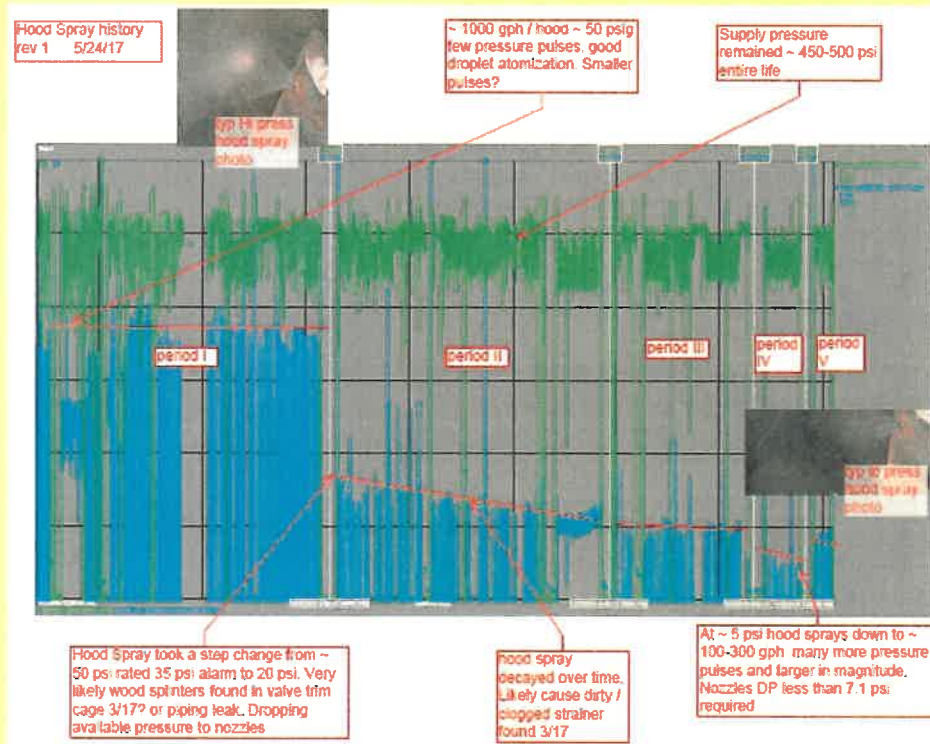 Hood Spray history
rev 1 5/24/17
~ 1000 gph / hood ~ 50 psig
few pressure pulses, good
droplet atomization. Smaller
pulses?
Supply pressure
remained ~ 450-500 psi
entire life
typ Hi press
hood spray
photo
period I
period II
period III
period
IV
period
V
typ lo press
hood spray
photo
Hood Spray took a step change from ~
50 psi rated 35 psi alarm to 20 psi. Very
likely wood splinters found in valve trim
cage 3/17? or piping leak. Dropping
available pressure to nozzles
hood spray
decayed over time.
Likely cause dirty /
clogged strainer
found 3/17
At ~ 5 psi hood sprays down to ~
100-300 gph many more pressure
pulses and larger in magnitude.
Nozzles DP less than 7.1 psi
required